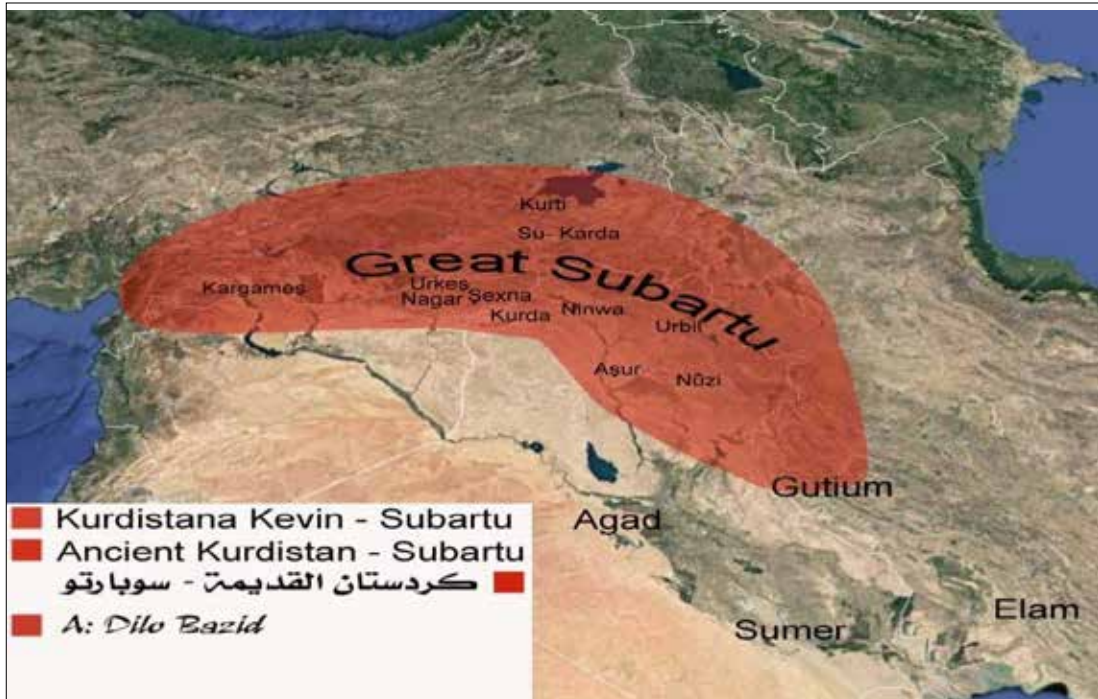 Kurti
Su- Karda
Great Subartu
Kargameş
Urkeş
Nagar
Şexna
Kurda
Ninwa
Urbil
Aşur
Nûzi
Gutium
Agad
Sumer
Elam
Kurdistana Kevin - Subartu
Ancient Kurdistan - Subartu
كردستان القديمة - سوبارتو
A: Dilo Bazid